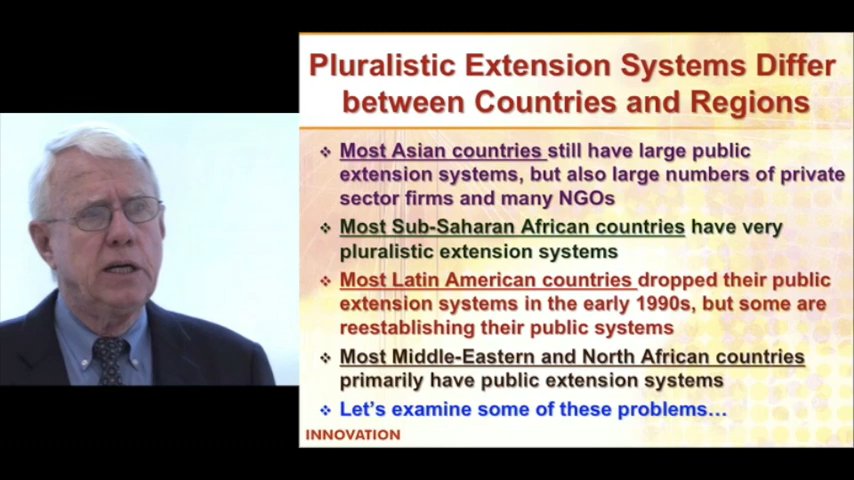 Pluralistic Extension Systems Differ
between Countries and Regions
❖ Most Asian countries still have large public
extension systems, but also large numbers of private
sector firms and many NGOs
❖ Most Sub-Saharan African countries have very
pluralistic extension systems
❖ Most Latin American countries dropped their public
extension systems in the early 1990s, but some are
reestablishing their public systems
❖ Most Middle-Eastern and North African countries
primarily have public extension systems
❖ Let's examine some of these problems…
INNOVATION